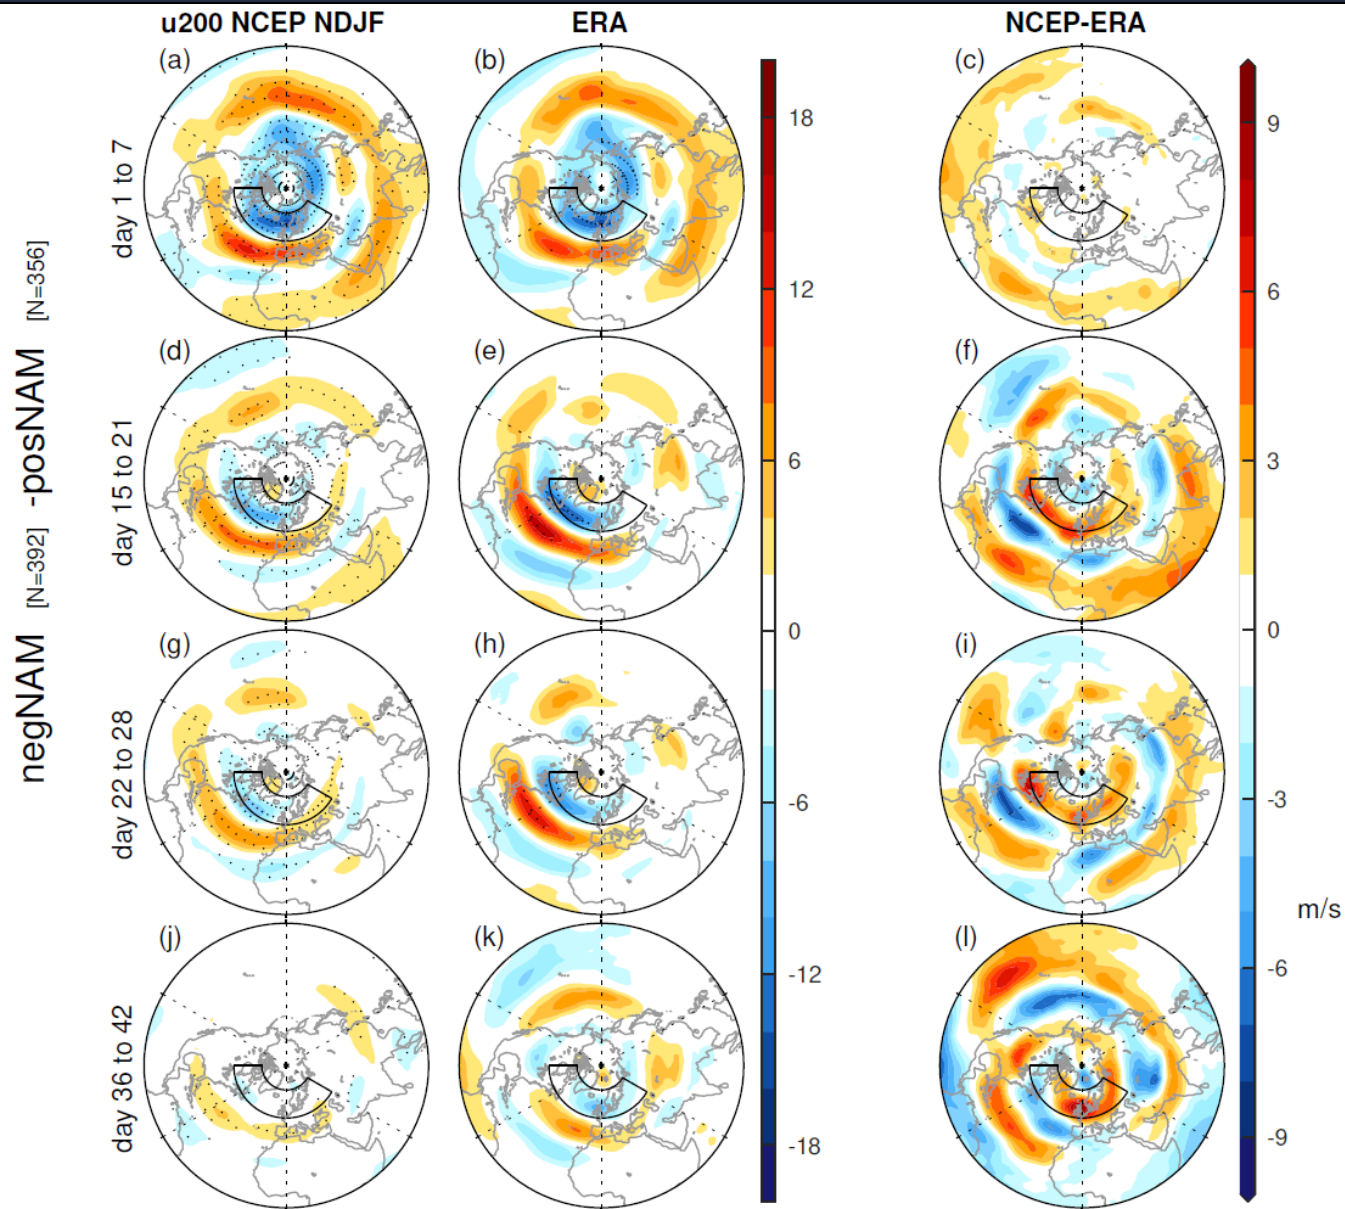 u200 NCEP NDJF ERA NCEP-ERA
(a) (b) (c)
day 1 to 7
(d) (e) (f)
day 15 to 21
(g) (h) (i)
day 22 to 28
(j) (k) (l)
day 36 to 42
negNAM [N=392] -posNAM [N=356]
18
12
6
0
-6
-12
-18
9
6
3
0
-3
-6
-9
m/s